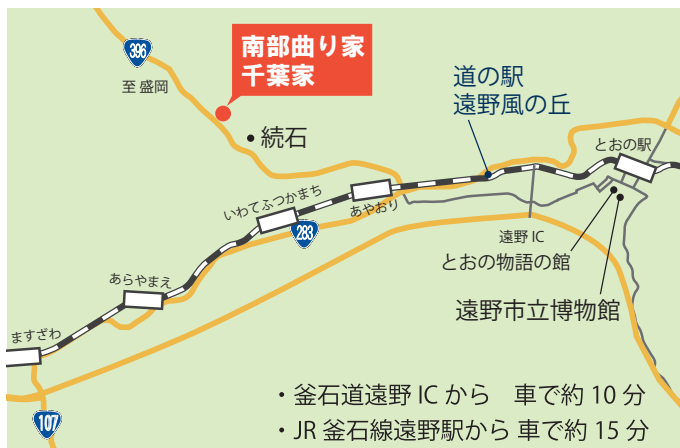 396
至 盛岡
南部曲り家
千葉家
続石
道の駅
遠野風の丘
とおの駅
いわてふつかまち
あやおり
283
遠野 IC
とおの物語の館
あらやまえ
遠野市立博物館
ますざわ
107
・釜石道遠野 IC から　車で約 10 分
・JR 釜石線遠野駅から 車で約 15 分